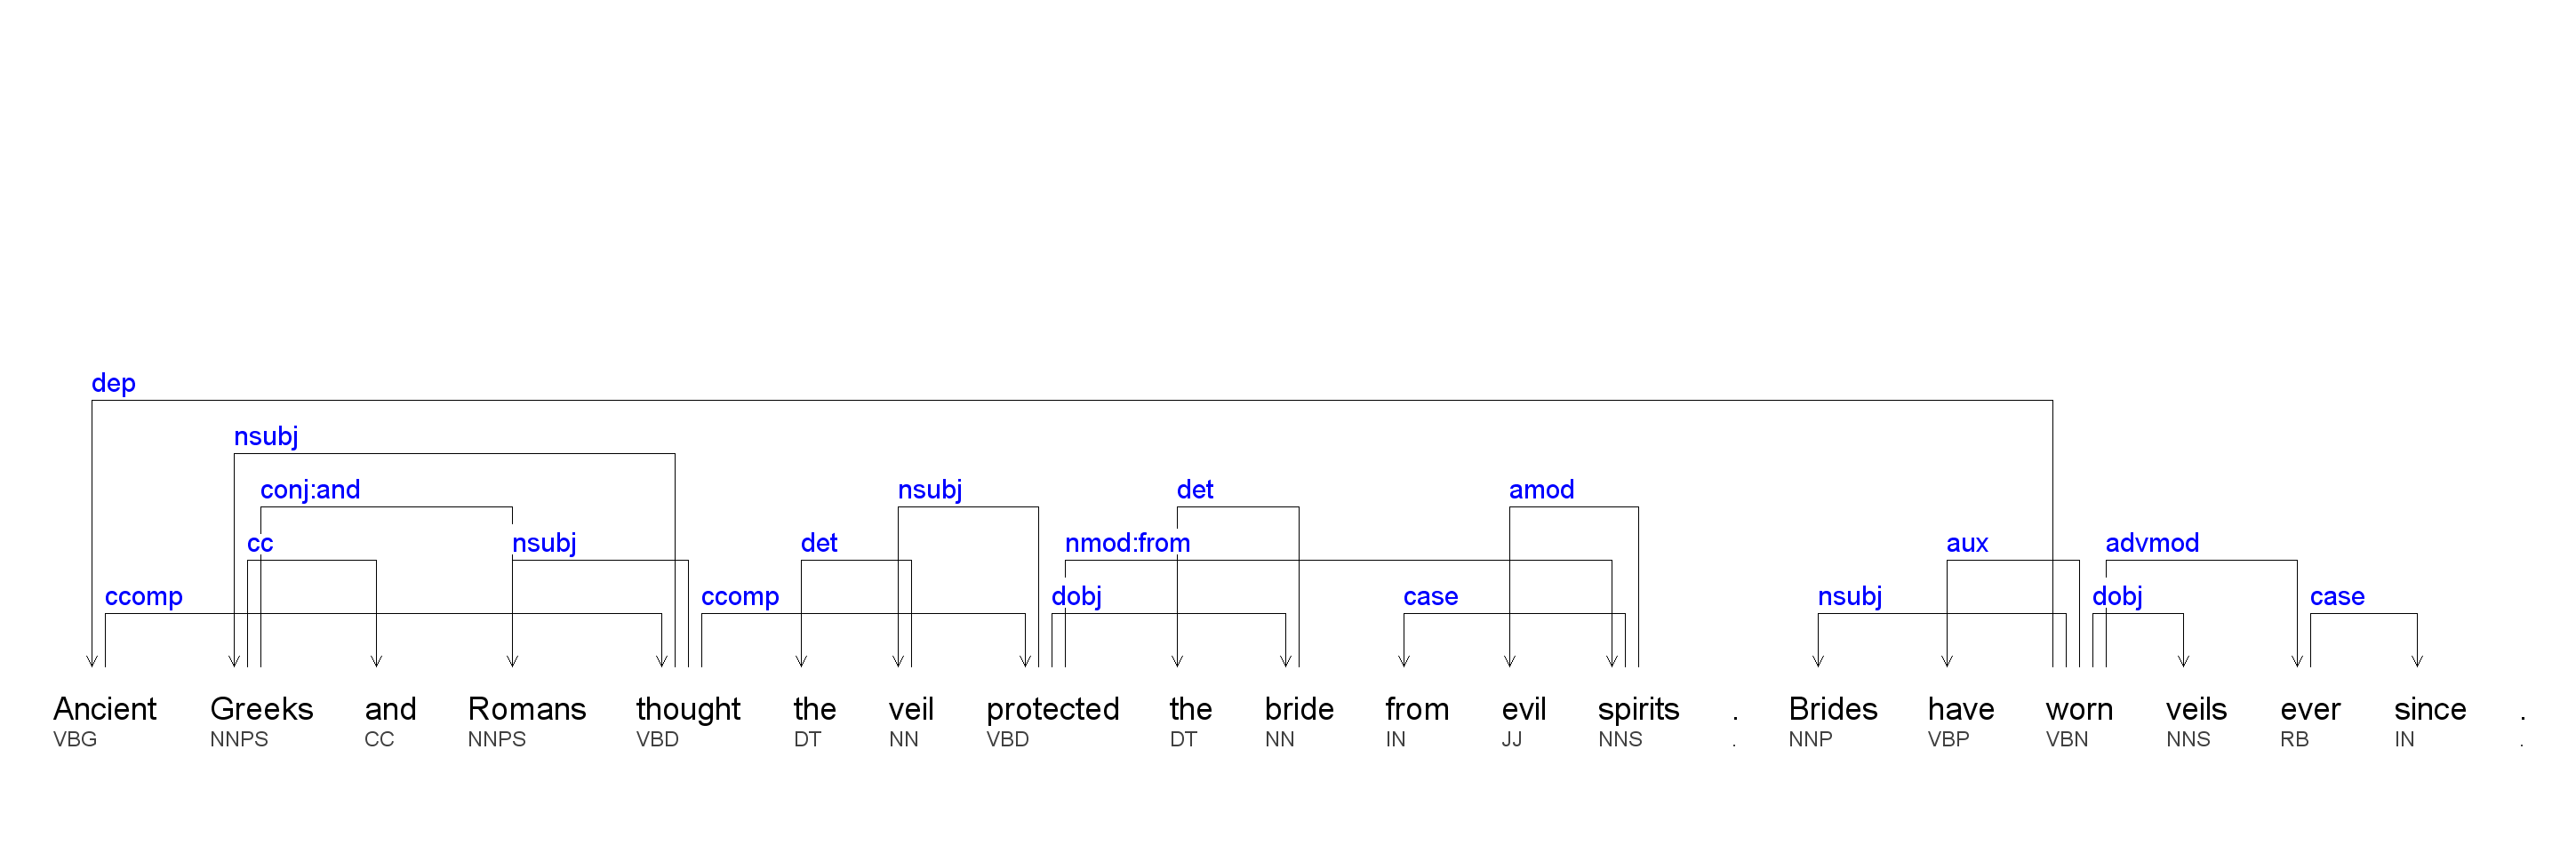 dep
nsubj
conj:and nsubj det amod
cc nsubj det nmod:from aux advmod
ccomp ccomp dobj case nsubj dobj case
Ancient Greeks and Romans thought the veil protected the bride from evil spirits . Brides have worn veils ever since .
VBG NNPS CC NNPS VBD DT NN VBD DT NN IN JJ NNS . NNP VBP VBN NNS RB IN .